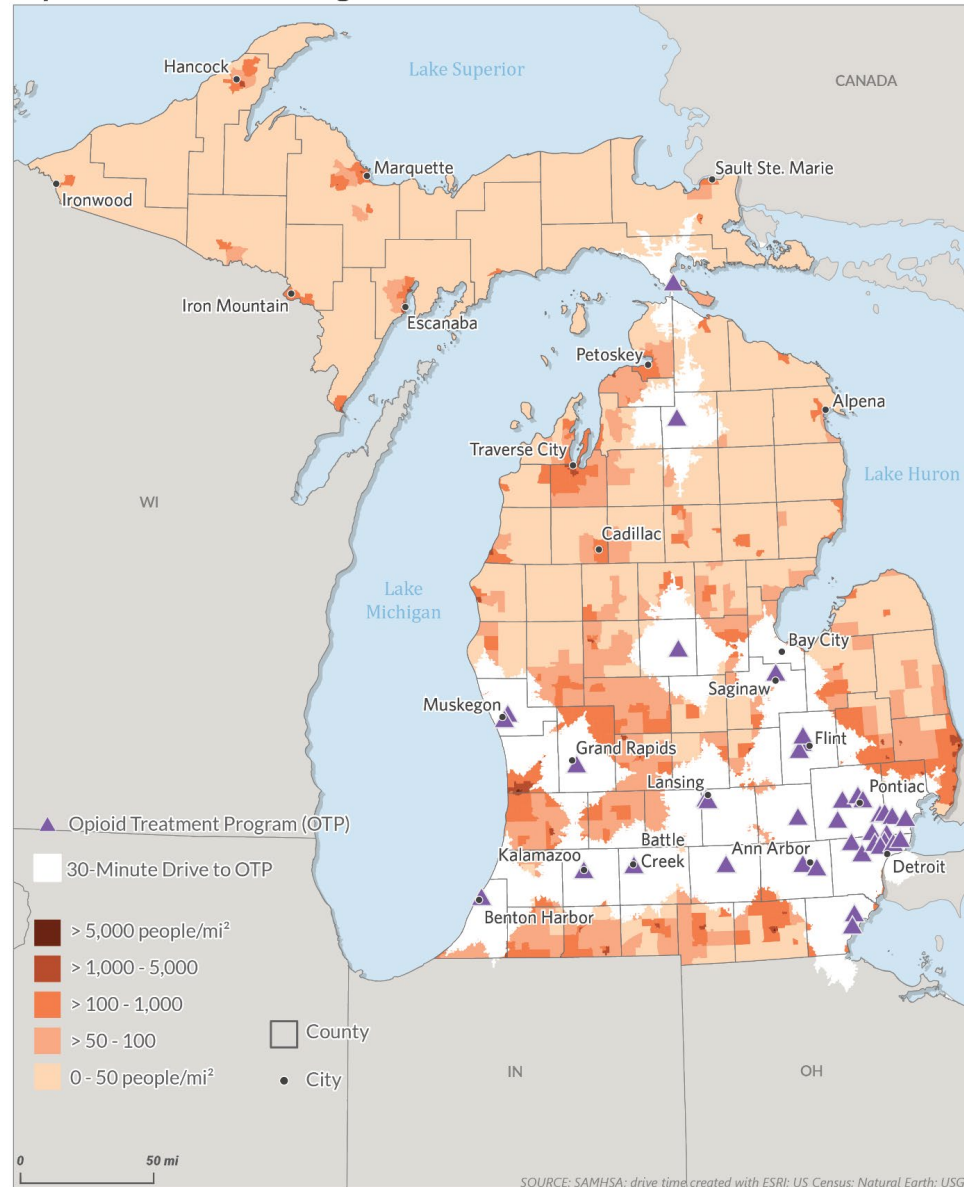 Hancock
Lake Superior
CANADA
Marquette
Sault Ste. Marie
Ironwood
Iron Mountain
Escanaba
Petoskey
Alpena
Traverse City
Lake Huron
WI
Cadillac
Lake
Michigan
Bay City
Saginaw
Muskegon
Flint
Grand Rapids
Lansing
Pontiac
Opioid Treatment Program (OTP)
Battle
Creek
Kalamazoo
Ann Arbor
Detroit
30-Minute Drive to OTP
Benton Harbor
> 5,000 people/mi²
> 1,000 - 5,000
> 100 - 1,000
> 50 - 100
0 - 50 people/mi²
County
City
IN
OH
0 50 mi
SOURCE: SAMHSA; drive time created with ESRI; US Census; Natural Earth; USG